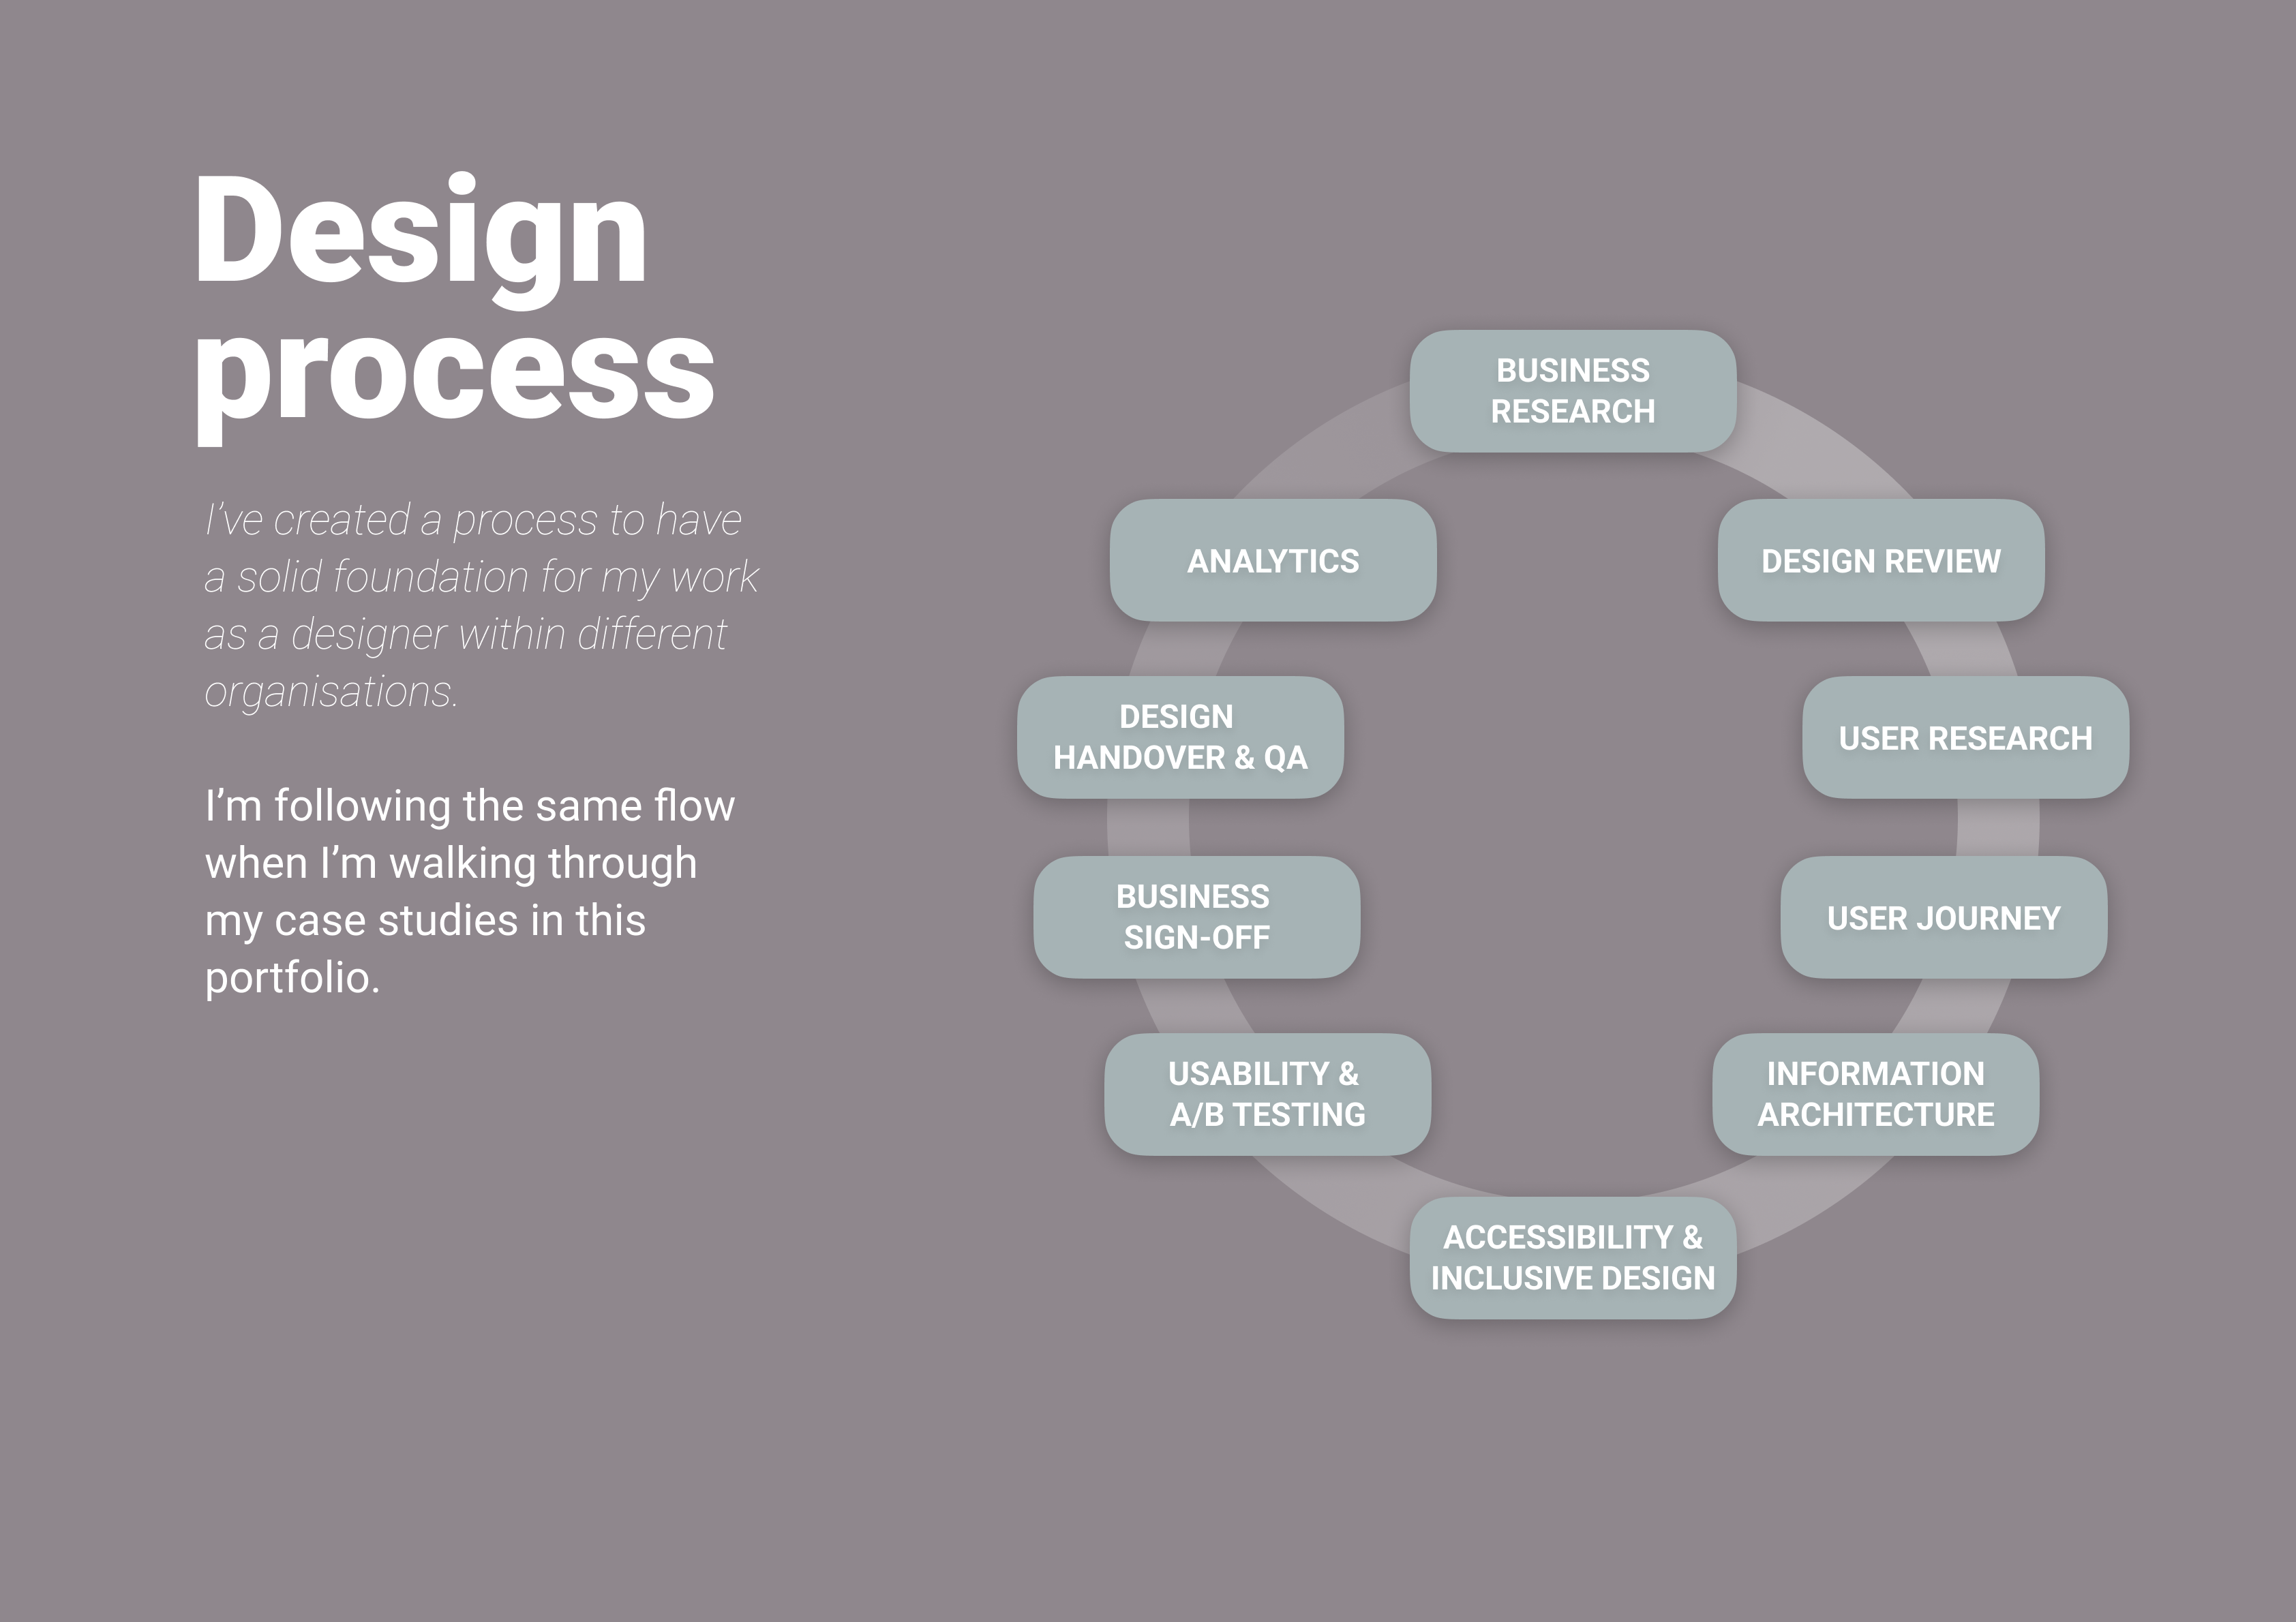 Design
process
I’ve created a process to have
a solid foundation for my work
as a designer within different
organisations.
I’m following the same flow
when I’m walking through
my case studies in this
portfolio.
BUSINESS
RESEARCH
DESIGN REVIEW
USER RESEARCH
USER JOURNEY
INFORMATION
ARCHITECTURE
ACCESSIBILITY &
INCLUSIVE DESIGN
USABILITY &
A/B TESTING
BUSINESS
SIGN-OFF
DESIGN
HANDOVER & QA
ANALYTICS